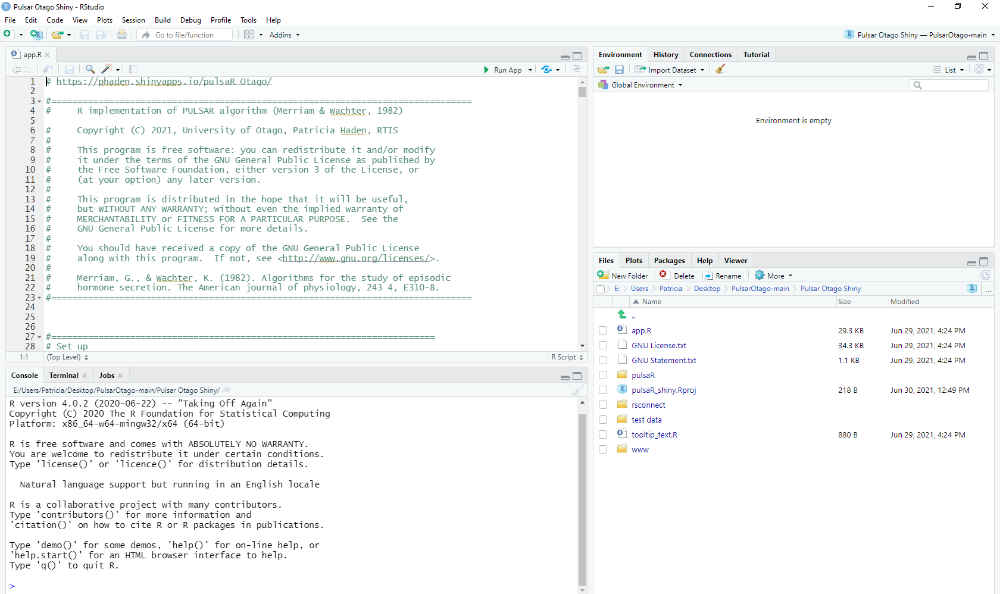 Pulsar Otago Shiny - RStudio
File Edit Code View Plots Session Build Debug Profile Tools Help
Go to file/function Addins Pulsar Otago Shiny — PulsarOtago-main
app.R
Run App
1 # https://phaden.shinyapps.io/pulsaR_Otago/
2
3 #================================================================================
4 # R implementation of PULSAR algorithm (Merriam & Wachter, 1982)
5
6 # Copyright (C) 2021, University of Otago, Patricia Haden, RTIS
7 #
8 # This program is free software: you can redistribute it and/or modify
9 # it under the terms of the GNU General Public License as published by
10 # the Free Software Foundation, either version 3 of the License, or
11 # (at your option) any later version.
12 #
13 # This program is distributed in the hope that it will be useful,
14 # but WITHOUT ANY WARRANTY; without even the implied warranty of
15 # MERCHANTABILITY or FITNESS FOR A PARTICULAR PURPOSE.  See the
16 # GNU General Public License for more details.
17 #
18 # You should have received a copy of the GNU General Public License
19 # along with this program.  If not, see <http://www.gnu.org/licenses/>.
20 #
21 # Merriam, G., & Wachter, K. (1982). Algorithms for the study of episodic
22 # hormone secretion. The American journal of physiology, 243 4, E310-8.
23 #================================================================================
24
25
26
27 #=========================================================================
28 # Set up
1:1 (Top Level) R Script
Console Terminal Jobs
E:/Users/Patricia/Desktop/PulsarOtago-main/Pulsar Otago Shiny/
R version 4.0.2 (2020-06-22) -- "Taking Off Again"
Copyright (C) 2020 The R Foundation for Statistical Computing
Platform: x86_64-w64-mingw32/x64 (64-bit)
R is free software and comes with ABSOLUTELY NO WARRANTY.
You are welcome to redistribute it under certain conditions.
Type 'license()' or 'licence()' for distribution details.
Natural language support but running in an English locale
R is a collaborative project with many contributors.
Type 'contributors()' for more information and
'citation()' on how to cite R or R packages in publications.
Type 'demo()' for some demos, 'help()' for on-line help, or
'help.start()' for an HTML browser interface to help.
Type 'q()' to quit R.
>
Environment History Connections Tutorial
Import Dataset List
Global Environment
Environment is empty
Files Plots Packages Help Viewer
New Folder Delete Rename More
E: > Users > Patricia > Desktop > PulsarOtago-main > Pulsar Otago Shiny ...
Name Size Modified
..
app.R 29.3 KB Jun 29, 2021, 4:24 PM
GNU License.txt 34.3 KB Jun 29, 2021, 4:24 PM
GNU Statement.txt 1.1 KB Jun 29, 2021, 4:24 PM
pulsaR
pulsaR_shiny.Rproj 218 B Jun 30, 2021, 12:49 PM
rsconnect
test data
tooltip_text.R 880 B Jun 29, 2021, 4:24 PM
www